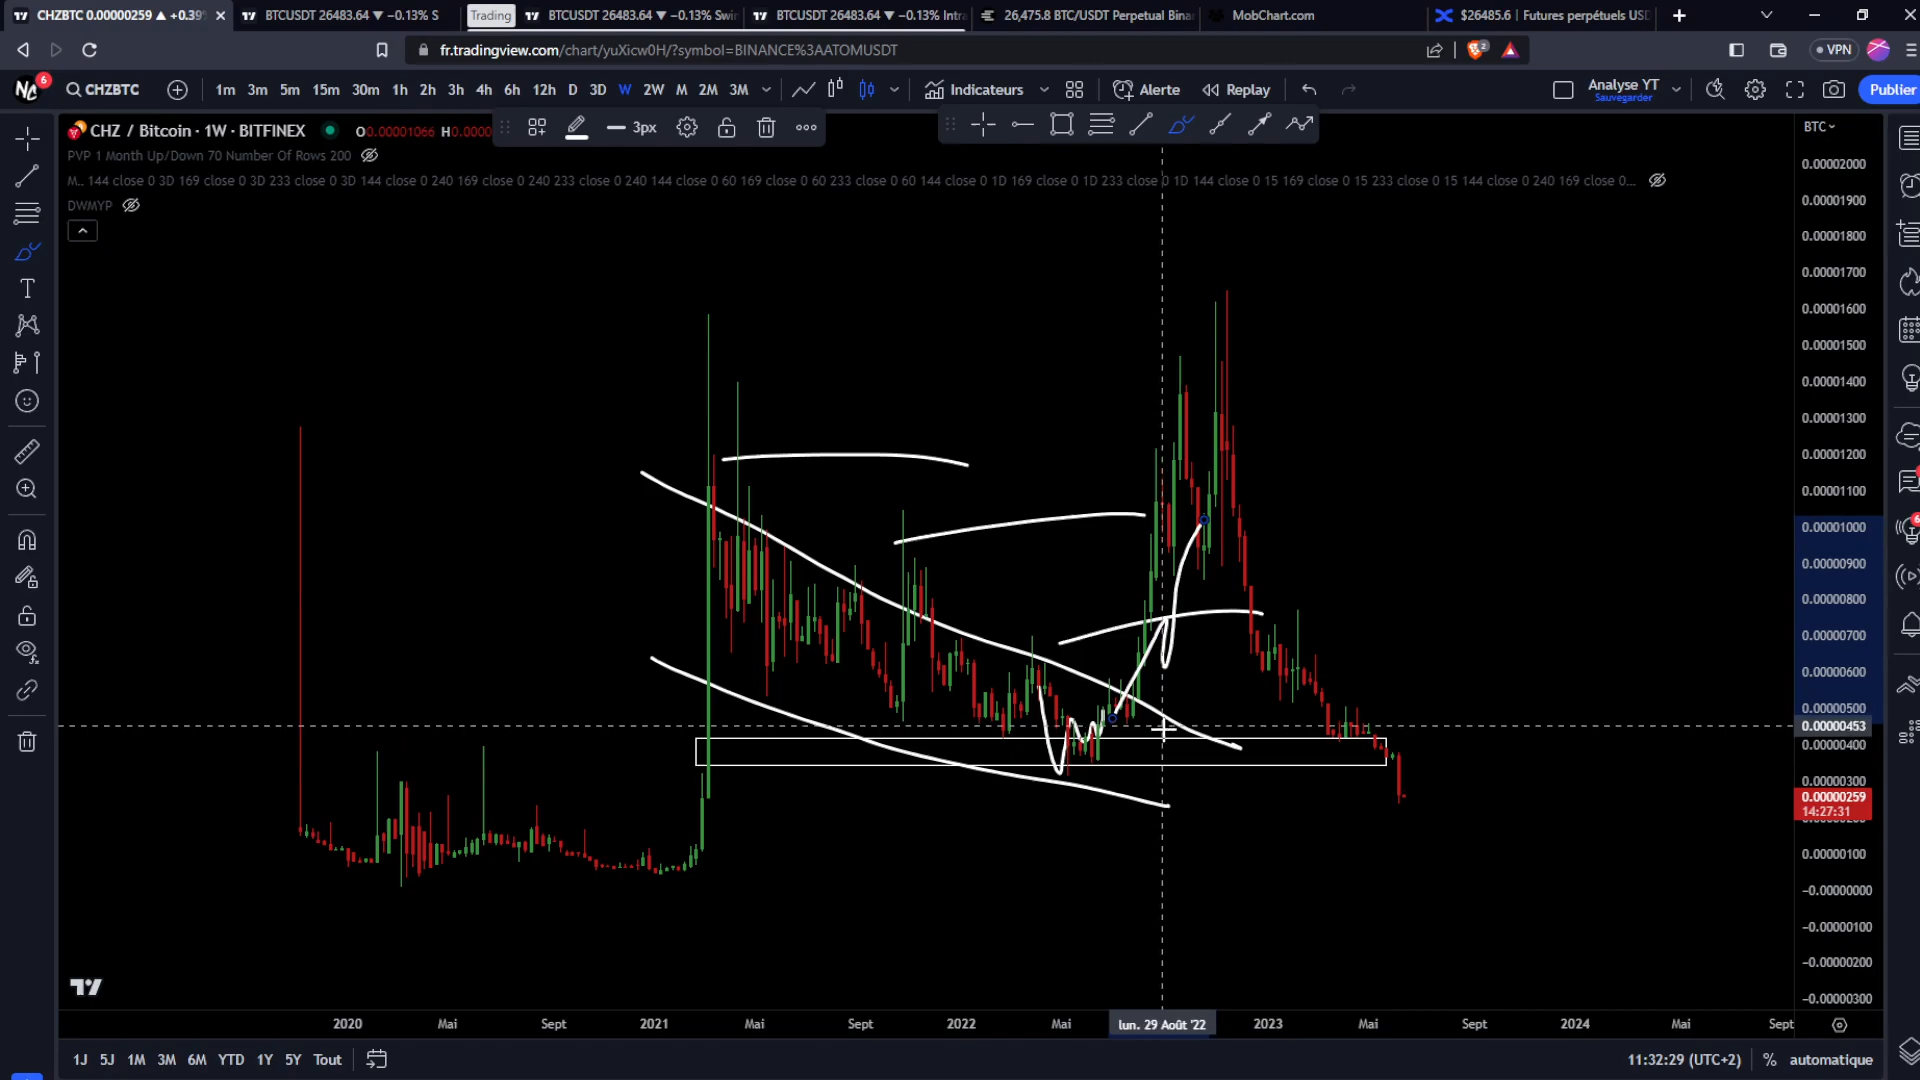 CHZBTC 0.00000259 ▲ +0.39%
BTCUSDT 26483.64 ▼ −0.13% S
Trading
BTCUSDT 26483.64 ▼ −0.13% Swin
BTCUSDT 26483.64 ▼ −0.13% Intra
26,475.8 BTC/USDT Perpetual Binan
MobChart.com
$26485.6 | Futures perpétuels USD
fr.tradingview.com/chart/yuXicw0H/?symbol=BINANCE%3AATOMUSDT
2
VPN
6
CHZBTC
1m 3m 5m 15m 30m 1h 2h 3h 4h 6h 12h D 3D W 2W M 2M 3M
Indicateurs
Alerte
Replay
Analyse YT
Sauvegarder
Publier
CHZ / Bitcoin · 1W · BITFINEX
O0.00001066 H0.0000
3px
BTC
PVP 1 Month Up/Down 70 Number Of Rows 200
M.. 144 close 0 3D 169 close 0 3D 233 close 0 3D 144 close 0 240 169 close 0 240 233 close 0 240 144 close 0 60 169 close 0 60 233 close 0 60 144 close 0 1D 169 close 0 1D 233 close 0 1D 144 close 0 15 169 close 0 15 233 close 0 15 144 close 0 240 169 close 0...
DWMYP
0.00002000
0.00001900
0.00001800
0.00001700
0.00001600
0.00001500
0.00001400
0.00001300
0.00001200
0.00001100
0.00001000
0.00000900
0.00000800
0.00000700
0.00000600
0.00000500
0.00000453
0.00000400
0.00000300
0.00000259
14:27:31
0.00000100
−0.00000000
−0.00000100
−0.00000200
−0.00000300
2020 Mai Sept 2021 Mai Sept 2022 Mai lun. 29 Août '22 2023 Mai Sept 2024 Mai Sept
1J 5J 1M 3M 6M YTD 1Y 5Y Tout
11:32:29 (UTC+2) % automatique